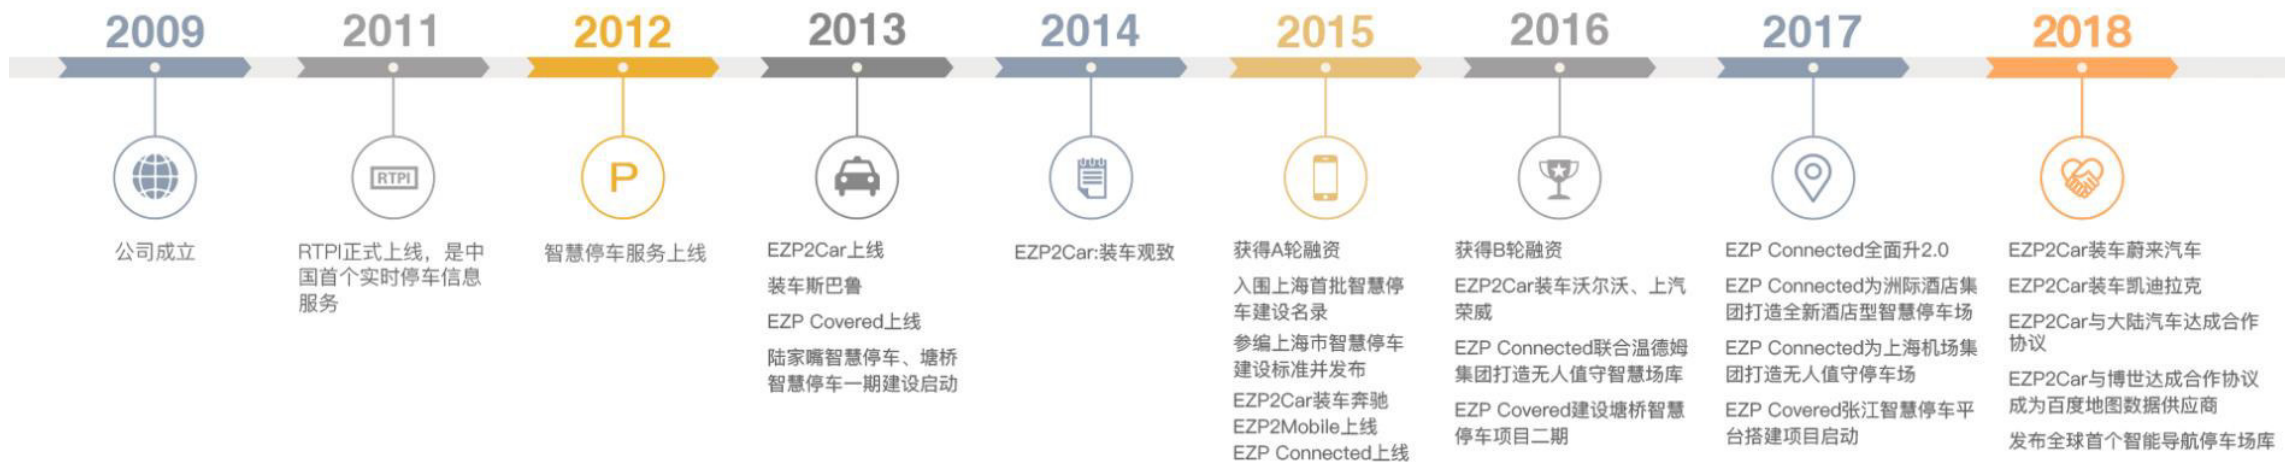 2009
2011
2012
2013
2014
2015
2016
2017
2018
RTPI
P
公司成立
RTPI正式上线，是中
国首个实时停车信息
服务
智慧停车服务上线
EZP2Car上线
装车斯巴鲁
EZP Covered上线
陆家嘴智慧停车、塘桥
智慧停车一期建设启动
EZP2Car:装车观致
获得A轮融资
入围上海首批智慧停
车建设名录
参编上海市智慧停车
建设标准并发布
EZP2Car装车奔驰
EZP2Mobile上线
EZP Connected上线
获得B轮融资
EZP2Car装车沃尔沃、上汽
荣威
EZP Connected联合温德姆
集团打造无人值守智慧场库
EZP Covered建设塘桥智慧
停车项目二期
EZP Connected全面升2.0
EZP Connected为洲际酒店集
团打造全新酒店型智慧停车场
EZP Connected为上海机场集
团打造无人值守停车场
EZP Covered张江智慧停车平
台搭建项目启动
EZP2Car装车蔚来汽车
EZP2Car装车凯迪拉克
EZP2Car与大陆汽车达成合作
协议
EZP2Car与博世达成合作协议
成为百度地图数据供应商
发布全球首个智能导航停车场库